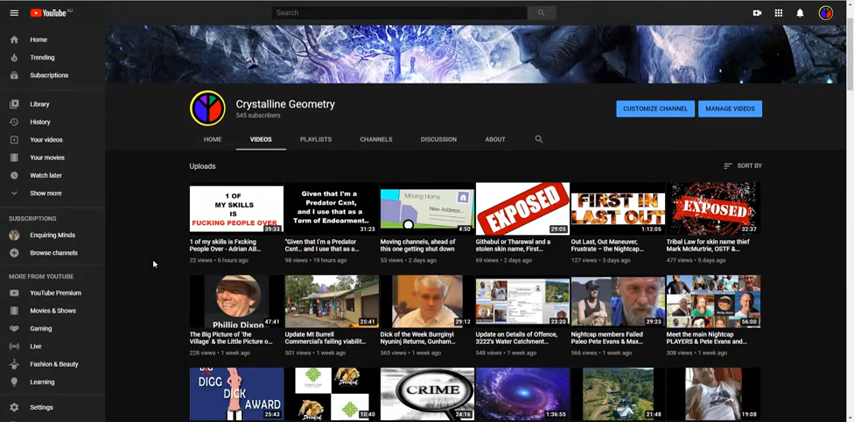 YouTube AU
Search
Home
Trending
Subscriptions
Library
History
Your videos
Your movies
Watch later
Show more
SUBSCRIPTIONS
Enquiring Minds
Browse channels
MORE FROM YOUTUBE
YouTube Premium
Movies & Shows
Gaming
Live
Fashion & Beauty
Learning
Settings
Crystalline Geometry
545 subscribers
CUSTOMIZE CHANNEL
MANAGE VIDEOS
HOME
VIDEOS
PLAYLISTS
CHANNELS
DISCUSSION
ABOUT
Uploads
SORT BY
1 OF
MY SKILLS
IS
FUCKING PEOPLE OVER
39:33
1 of my skills is Fxcking
People Over - Adrian AB...
22 views • 6 hours ago
Given that I'm a
Predator Cxnt,
and I use that as a
Term of Endearment..
31:23
"Given that I'm a Predator
Cxnt... and I use that as a...
98 views • 19 hours ago
Moving Home
New Address...
4:50
Moving channels, ahead of
this one getting shut down
53 views • 2 days ago
EXPOSED
29:05
Githabul or Tharawal and a
stolen skin name, First...
69 views • 2 days ago
FIRST IN
LAST OUT
1:12:05
Out Last, Out Maneuver,
Frustrate – the Nightcap...
127 views • 3 days ago
EXPOSED
32:37
Tribal Law for skin name thief
Mark McMurtrie, OSTF &...
477 views • 5 days ago
Phillip Dixon
47:41
The Big Picture of 'The
Village' & the Little Picture o...
228 views • 1 week ago
25:41
Update Mt Burrell
Commercial's failing viabilit...
501 views • 1 week ago
29:12
Dick of the Week Burrginyi
Nyuninj Returns, Gunham...
565 views • 1 week ago
23:20
Update on Details of Offence,
3222's Water Catchment...
548 views • 1 week ago
29:23
Nightcap members Failed
Paleo Pete Evans & Max...
566 views • 1 week ago
56:00
Meet the main Nightcap
PLAYERS & Pete Evans an...
308 views • 1 week ago
BIG
DIGG
DICK
AWARD
25:43
10:40
CRIME
24:16
1:36:55
21:48
19:08